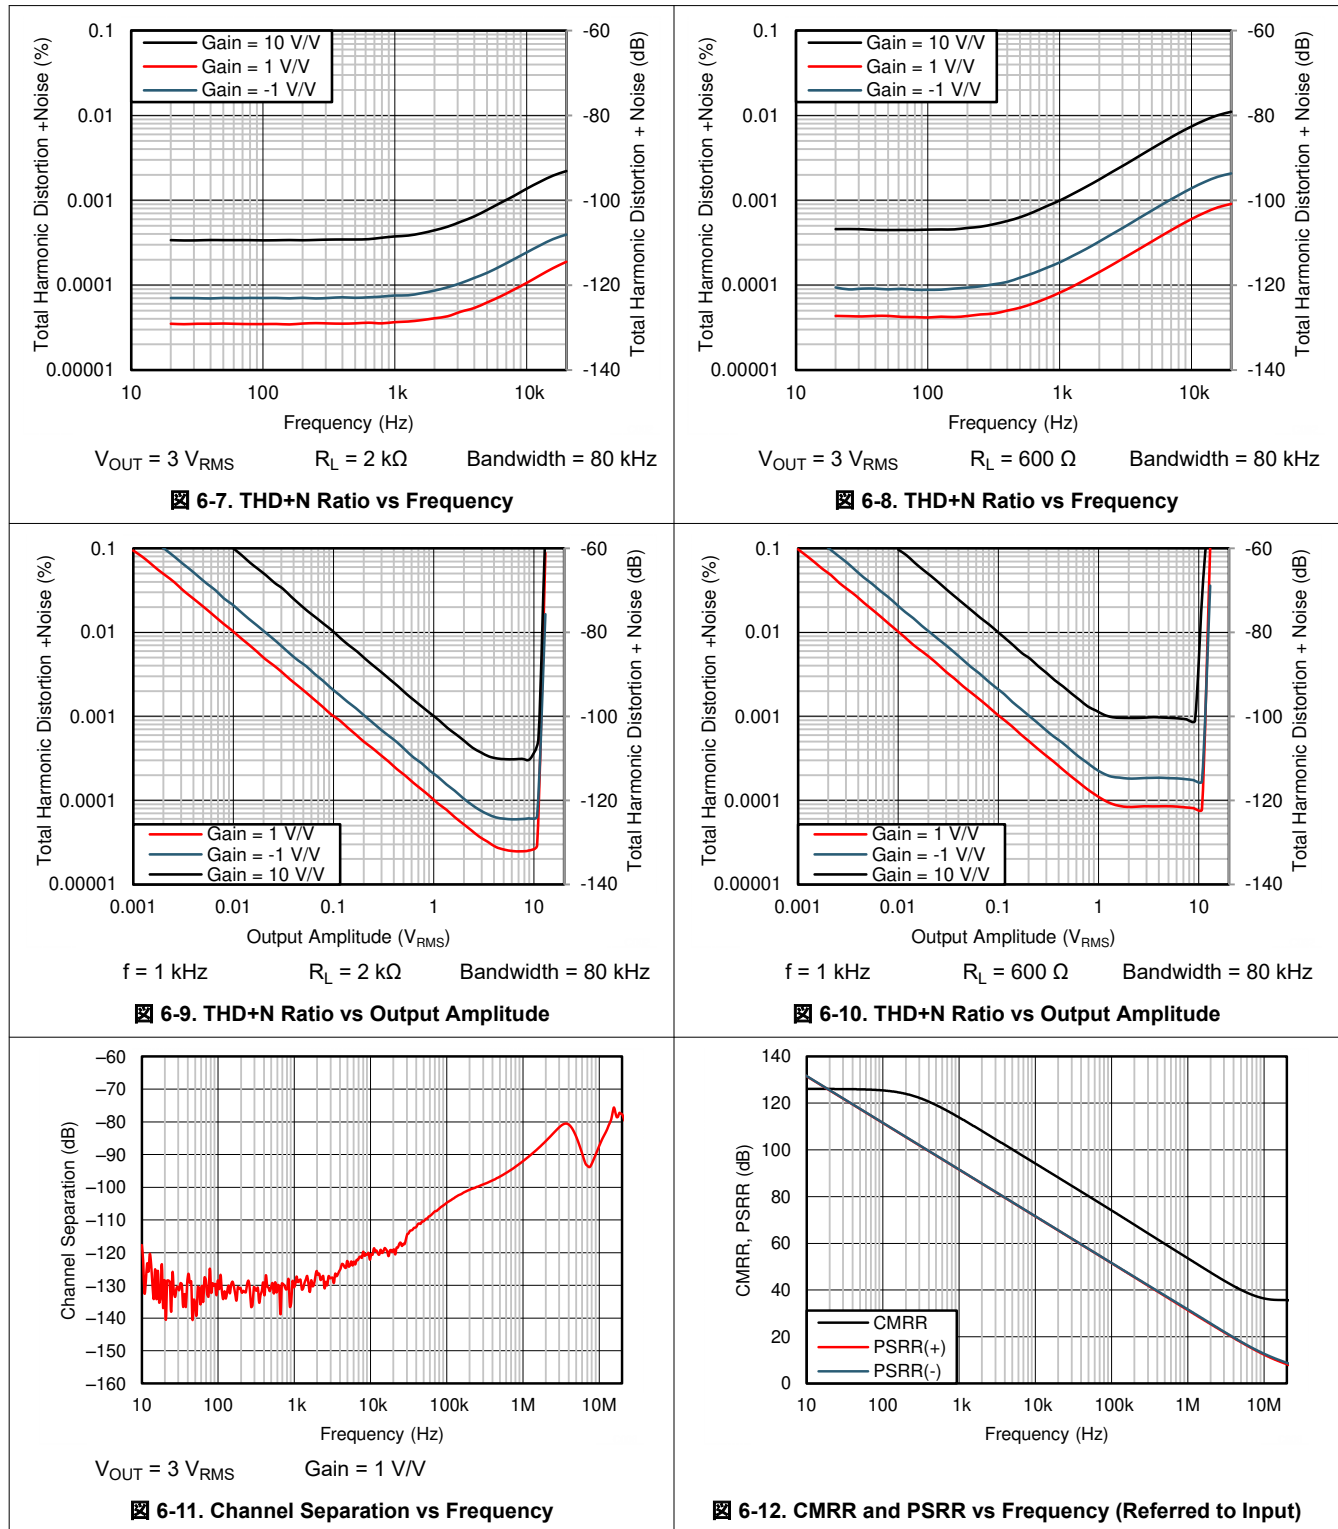 Total Harmonic Distortion +Noise (%)
0.1
0.01
0.001
0.0001
0.00001
Gain = 10 V/V
Gain = 1 V/V
Gain = -1 V/V
-60
-80
-100
-120
-140
Total Harmonic Distortion + Noise (dB)
10 100 1k 10k
Frequency (Hz)
VOUT = 3 VRMS RL = 2 kΩ Bandwidth = 80 kHz
図 6-7. THD+N Ratio vs Frequency
Total Harmonic Distortion +Noise (%)
0.1
0.01
0.001
0.0001
0.00001
Gain = 10 V/V
Gain = 1 V/V
Gain = -1 V/V
-60
-80
-100
-120
-140
Total Harmonic Distortion + Noise (dB)
10 100 1k 10k
Frequency (Hz)
VOUT = 3 VRMS RL = 600 Ω Bandwidth = 80 kHz
図 6-8. THD+N Ratio vs Frequency
Total Harmonic Distortion +Noise (%)
0.1
0.01
0.001
0.0001
0.00001
Gain = 1 V/V
Gain = -1 V/V
Gain = 10 V/V
-60
-80
-100
-120
-140
Total Harmonic Distortion + Noise (dB)
0.001 0.01 0.1 1 10
Output Amplitude (VRMS)
f = 1 kHz RL = 2 kΩ Bandwidth = 80 kHz
図 6-9. THD+N Ratio vs Output Amplitude
Total Harmonic Distortion +Noise (%)
0.1
0.01
0.001
0.0001
0.00001
Gain = 1 V/V
Gain = -1 V/V
Gain = 10 V/V
-60
-80
-100
-120
-140
Total Harmonic Distortion + Noise (dB)
0.001 0.01 0.1 1 10
Output Amplitude (VRMS)
f = 1 kHz RL = 600 Ω Bandwidth = 80 kHz
図 6-10. THD+N Ratio vs Output Amplitude
Channel Separation (dB)
–60
–70
–80
–90
–100
–110
–120
–130
–140
–150
–160
10 100 1k 10k 100k 1M 10M
Frequency (Hz)
VOUT = 3 VRMS Gain = 1 V/V
図 6-11. Channel Separation vs Frequency
CMRR, PSRR (dB)
140
120
100
80
60
40
20
0
CMRR
PSRR(+)
PSRR(-)
10 100 1k 10k 100k 1M 10M
Frequency (Hz)
図 6-12. CMRR and PSRR vs Frequency (Referred to Input)